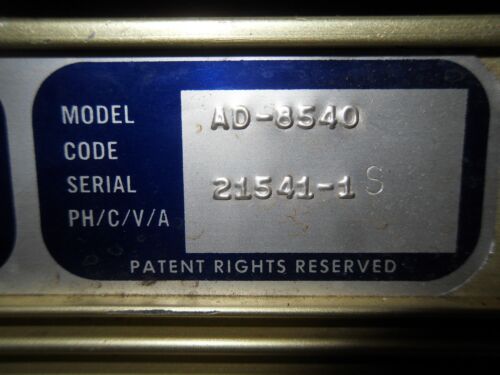 MODEL AD-8540
CODE
SERIAL 21541-1 S
PH/C/V/A
PATENT RIGHTS RESERVED